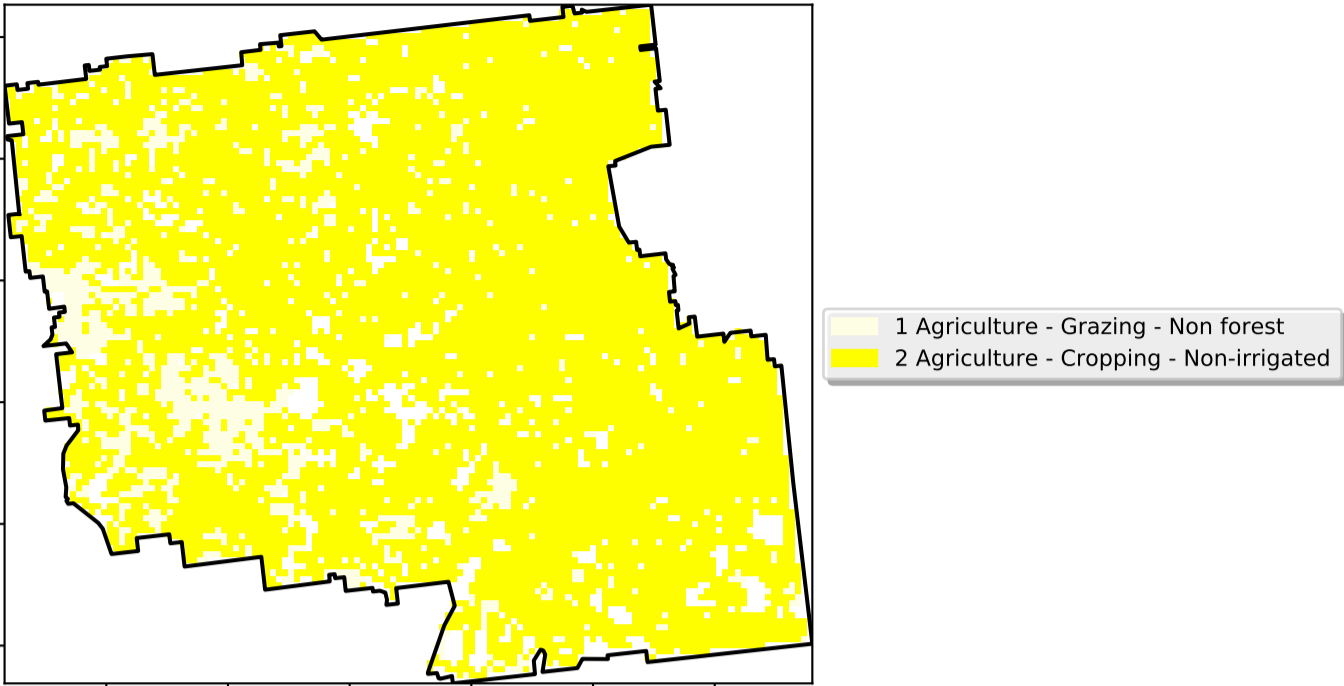 1 Agriculture - Grazing - Non forest
2 Agriculture - Cropping - Non-irrigated